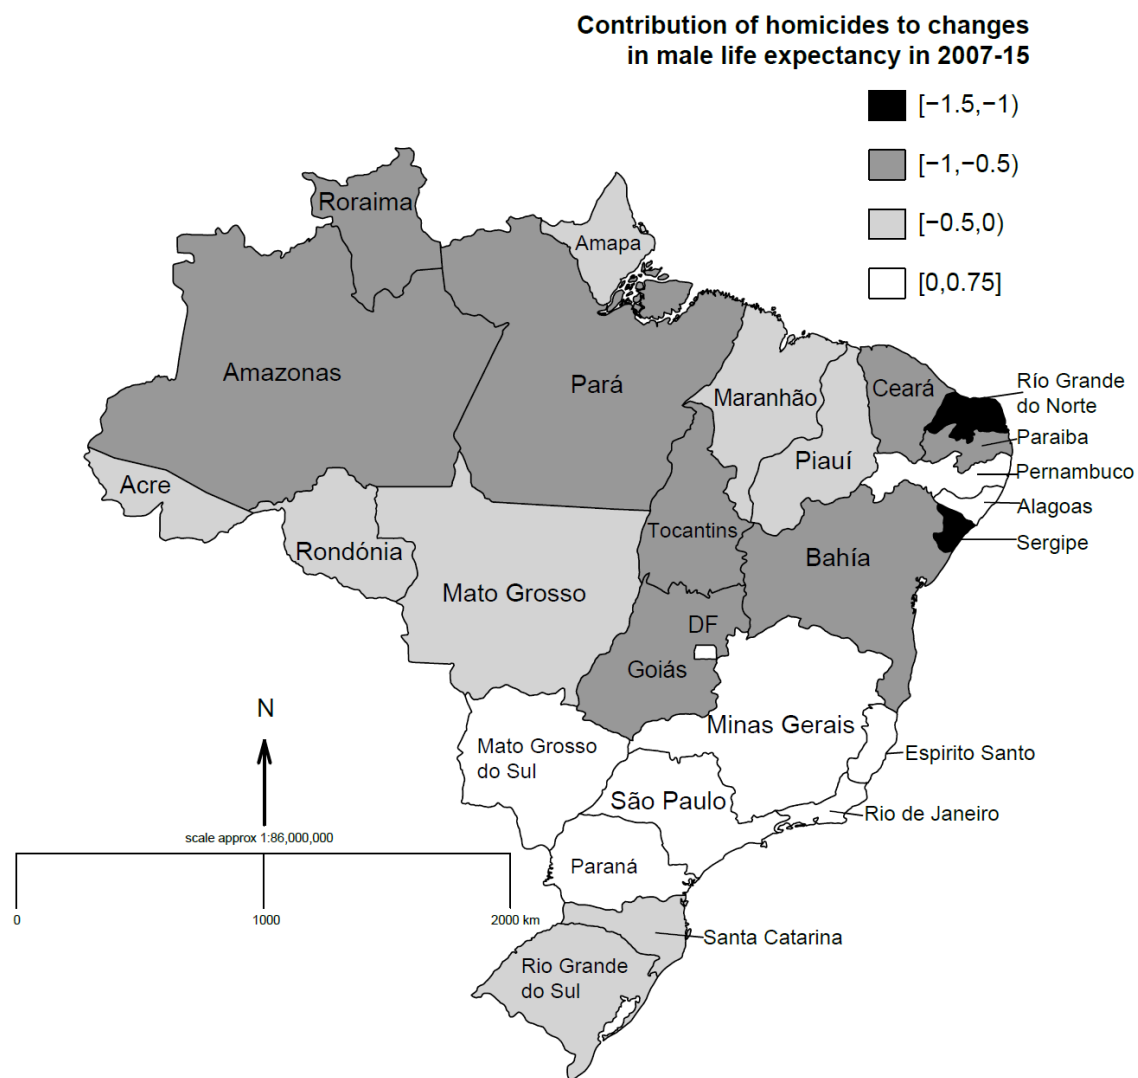 Contribution of homicides to changes
in male life expectancy in 2007-15
[−1.5,−1)
[−1,−0.5)
[−0.5,0)
[0,0.75]
Roraima
Amapa
Amazonas
Pará
Maranhão
Ceará
Río Grande
do Norte
Paraiba
Piauí
Pernambuco
Acre
Alagoas
Tocantins
Sergipe
Rondónia
Bahía
Mato Grosso
DF
Goiás
N
Minas Gerais
Mato Grosso
do Sul
Espirito Santo
São Paulo
Rio de Janeiro
scale approx 1:86,000,000
Paraná
0
1000
2000 km
Santa Catarina
Rio Grande
do Sul